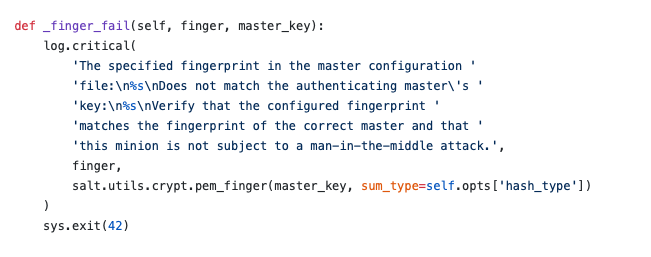 def _finger_fail(self, finger, master_key):
    log.critical(
        'The specified fingerprint in the master configuration '
        'file:\n%s\nDoes not match the authenticating master\'s '
        'key:\n%s\nVerify that the configured fingerprint '
        'matches the fingerprint of the correct master and that '
        'this minion is not subject to a man-in-the-middle attack.',
        finger,
        salt.utils.crypt.pem_finger(master_key, sum_type=self.opts['hash_type'])
    )
    sys.exit(42)